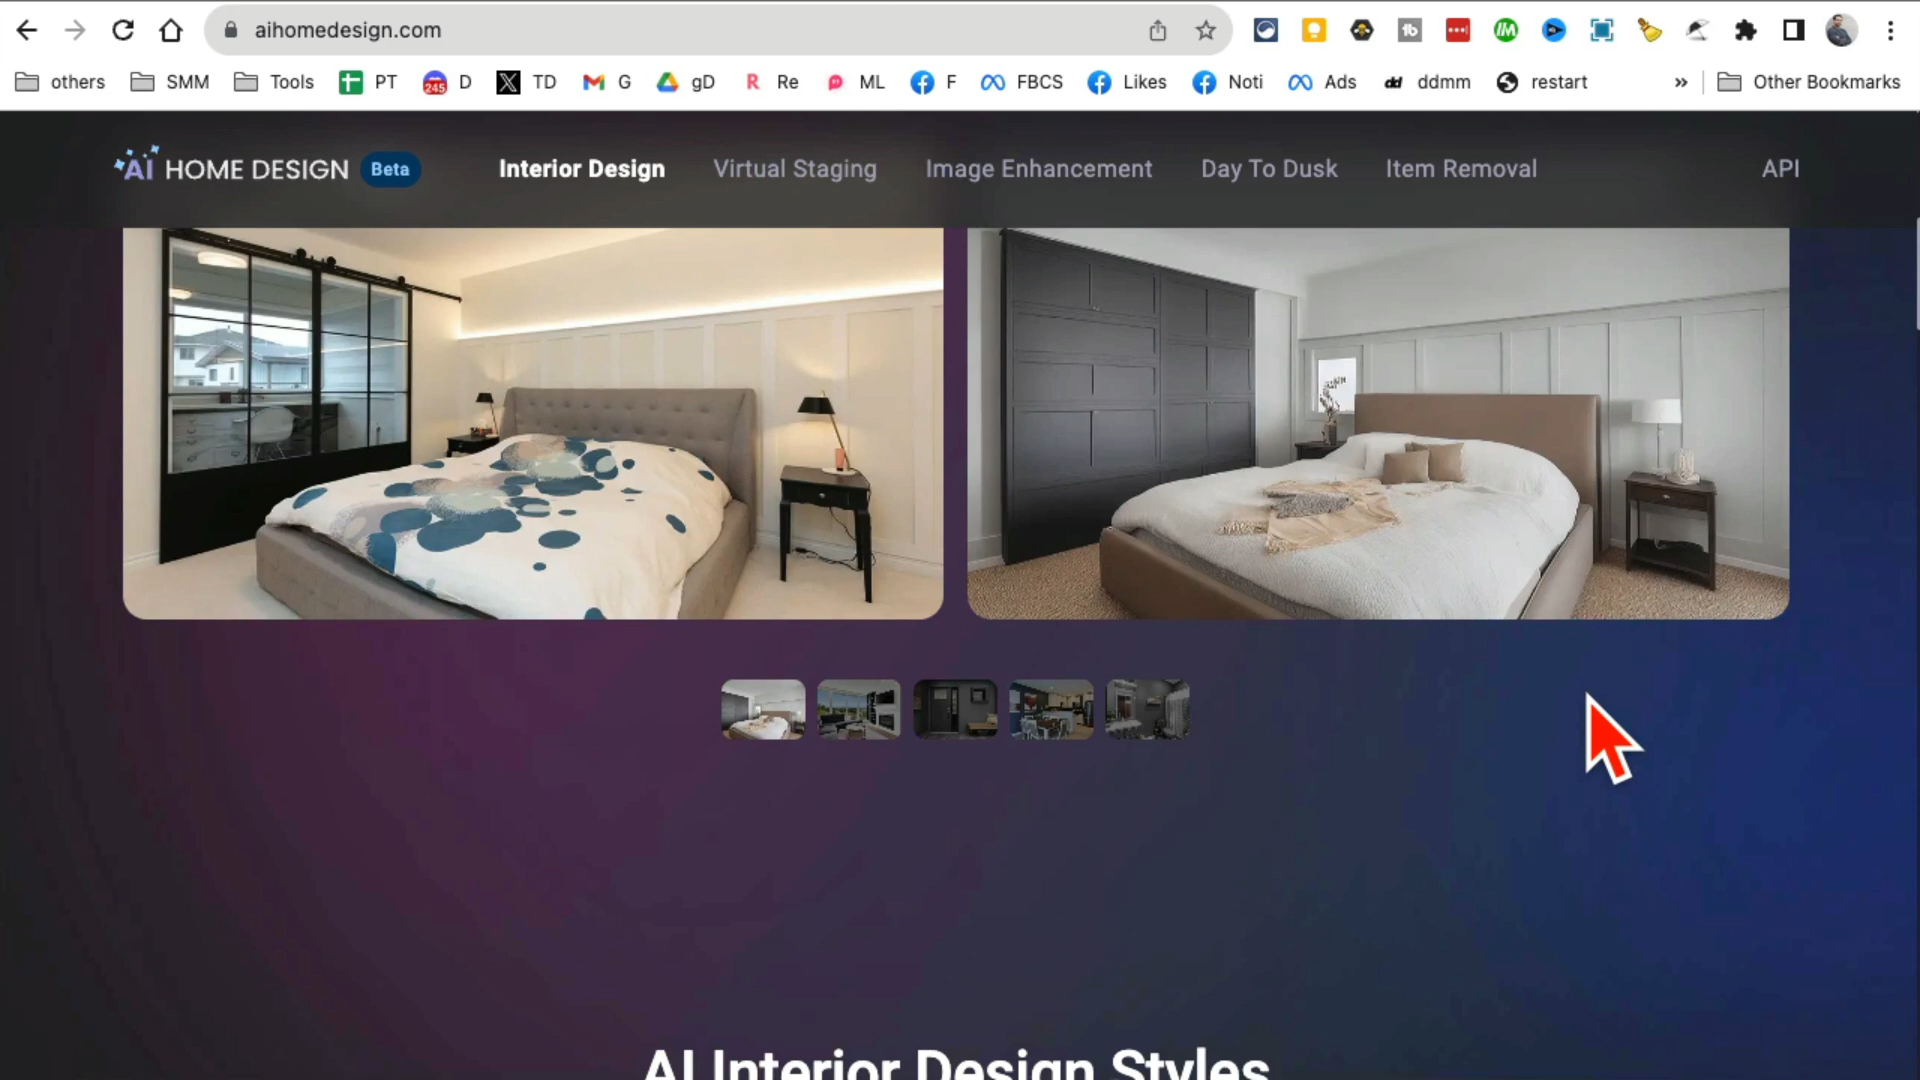 aihomedesign.com
others SMM Tools PT 245 D TD G gD R Re ML F FBCS Likes Noti Ads dd ddmm restart » Other Bookmarks
AI HOME DESIGN Beta Interior Design Virtual Staging Image Enhancement Day To Dusk Item Removal API
AI Interior Design Styles